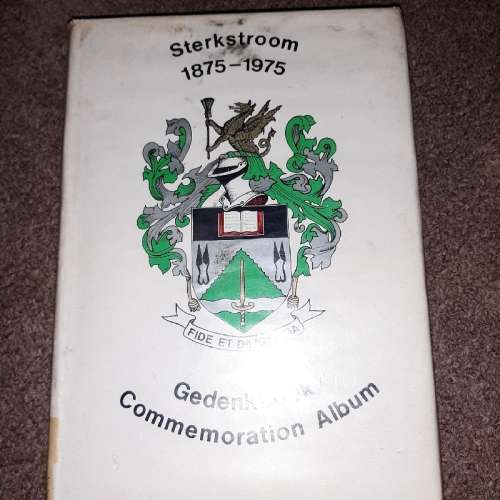 Sterkstroom
1875-1975
FIDE ET
Commemoration Album